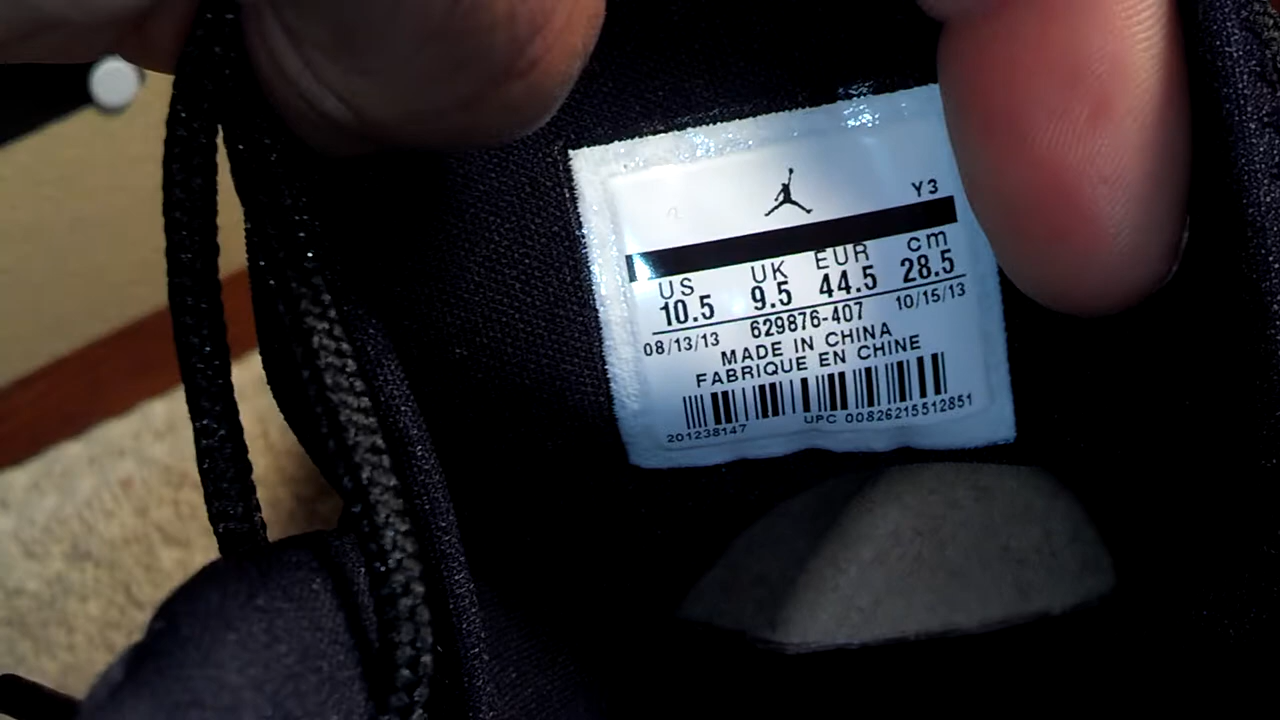 Y3
US UK EUR cm
10.5 9.5 44.5 28.5
08/13/13 629876-407 10/15/13
MADE IN CHINA
FABRIQUE EN CHINE
201238147 UPC 00826215512851